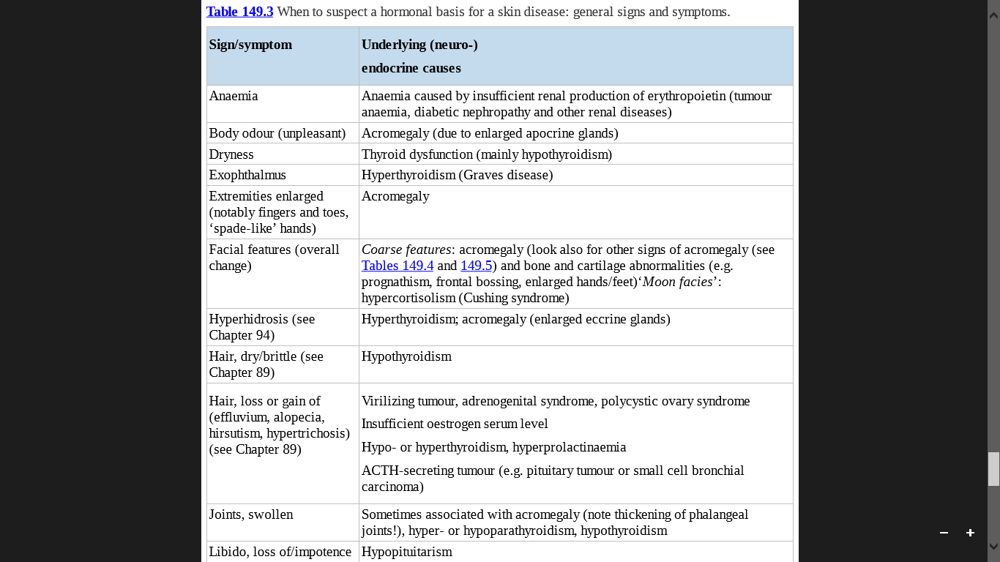 Table 149.3 When to suspect a hormonal basis for a skin disease: general signs and symptoms.
Sign/symptom
Underlying (neuro-)
endocrine causes
Anaemia
Anaemia caused by insufficient renal production of erythropoietin (tumour
anaemia, diabetic nephropathy and other renal diseases)
Body odour (unpleasant)
Acromegaly (due to enlarged apocrine glands)
Dryness
Thyroid dysfunction (mainly hypothyroidism)
Exophthalmus
Hyperthyroidism (Graves disease)
Extremities enlarged
(notably fingers and toes,
‘spade-like’ hands)
Acromegaly
Facial features (overall
change)
Coarse features: acromegaly (look also for other signs of acromegaly (see
Tables 149.4 and 149.5) and bone and cartilage abnormalities (e.g.
prognathism, frontal bossing, enlarged hands/feet)‘Moon facies’:
hypercortisolism (Cushing syndrome)
Hyperhidrosis (see
Chapter 94)
Hyperthyroidism; acromegaly (enlarged eccrine glands)
Hair, dry/brittle (see
Chapter 89)
Hypothyroidism
Hair, loss or gain of
(effluvium, alopecia,
hirsutism, hypertrichosis)
(see Chapter 89)
Virilizing tumour, adrenogenital syndrome, polycystic ovary syndrome
Insufficient oestrogen serum level
Hypo- or hyperthyroidism, hyperprolactinaemia
ACTH-secreting tumour (e.g. pituitary tumour or small cell bronchial
carcinoma)
Joints, swollen
Sometimes associated with acromegaly (note thickening of phalangeal
joints!), hyper- or hypoparathyroidism, hypothyroidism
Libido, loss of/impotence
Hypopituitarism